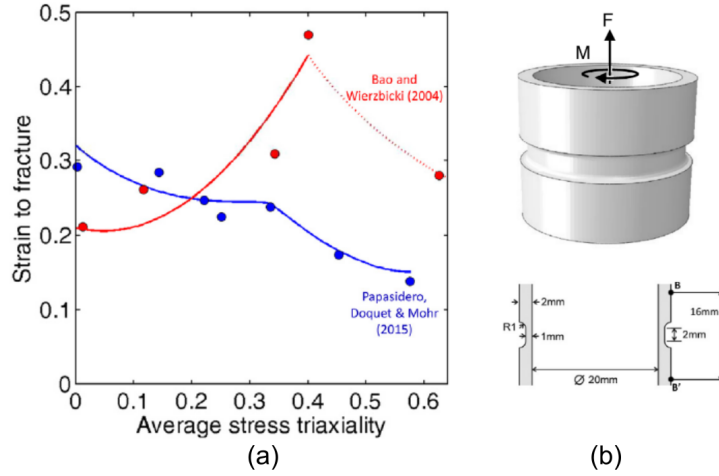 0.5
0.4
0.3
0.2
0.1
0
0
0.1
0.2
0.3
0.4
0.5
0.6
Strain to fracture
Average stress triaxiality
Bao and
Wierzbicki (2004)
Papasidero,
Doquet & Mohr
(2015)
(a)
F
M
B
2mm
16mm
R1
1mm
2mm
Ø 20mm
B'
(b)